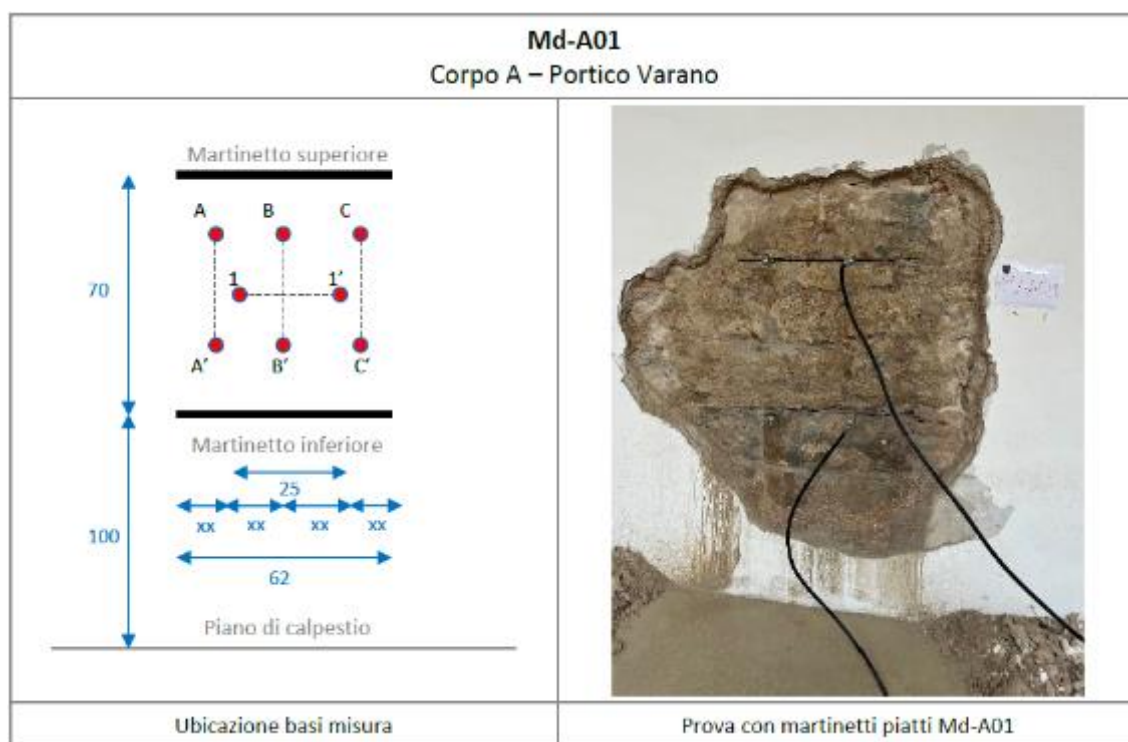 Md-A01
Corpo A – Portico Varano
Martinetto superiore
A B C
1 1'
70
A' B' C'
Martinetto inferiore
25
xx xx xx xx
100
62
Piano di calpestio
Ubicazione basi misura
Prova con martinetti piatti Md-A01